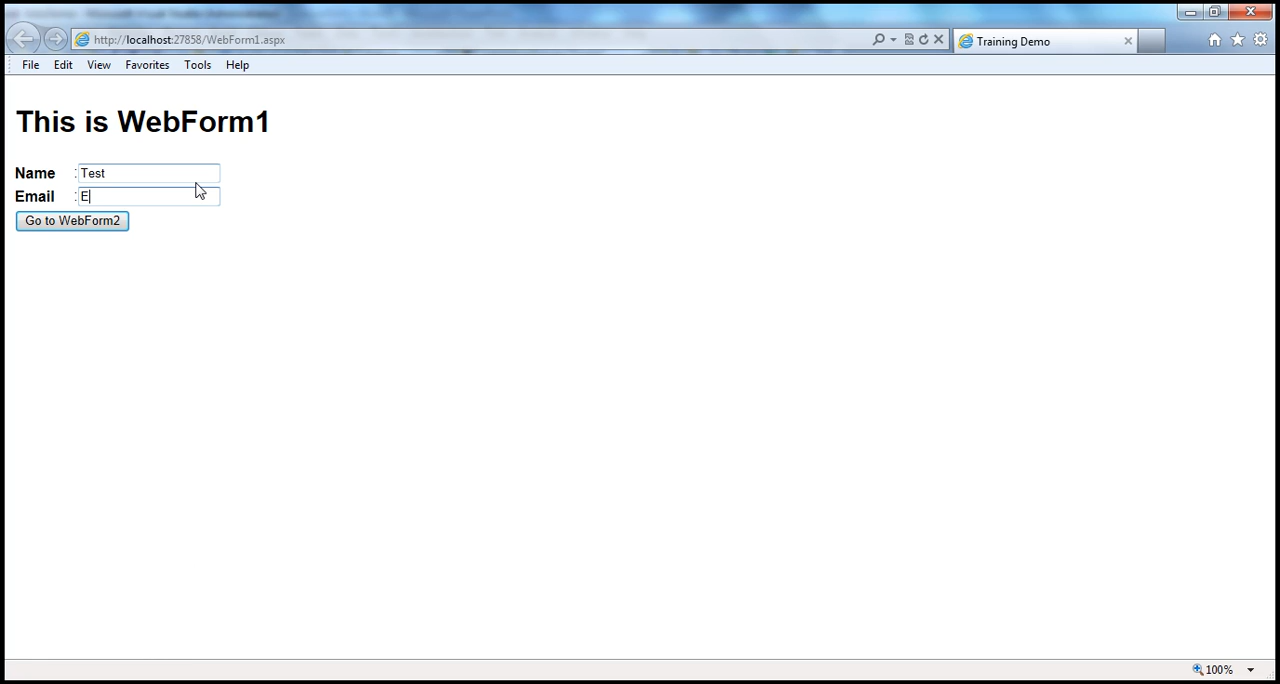 http://localhost:27858/WebForm1.aspx
Training Demo
File Edit View Favorites Tools Help
This is WebForm1
Name : Test
Email : E
Go to WebForm2
100%